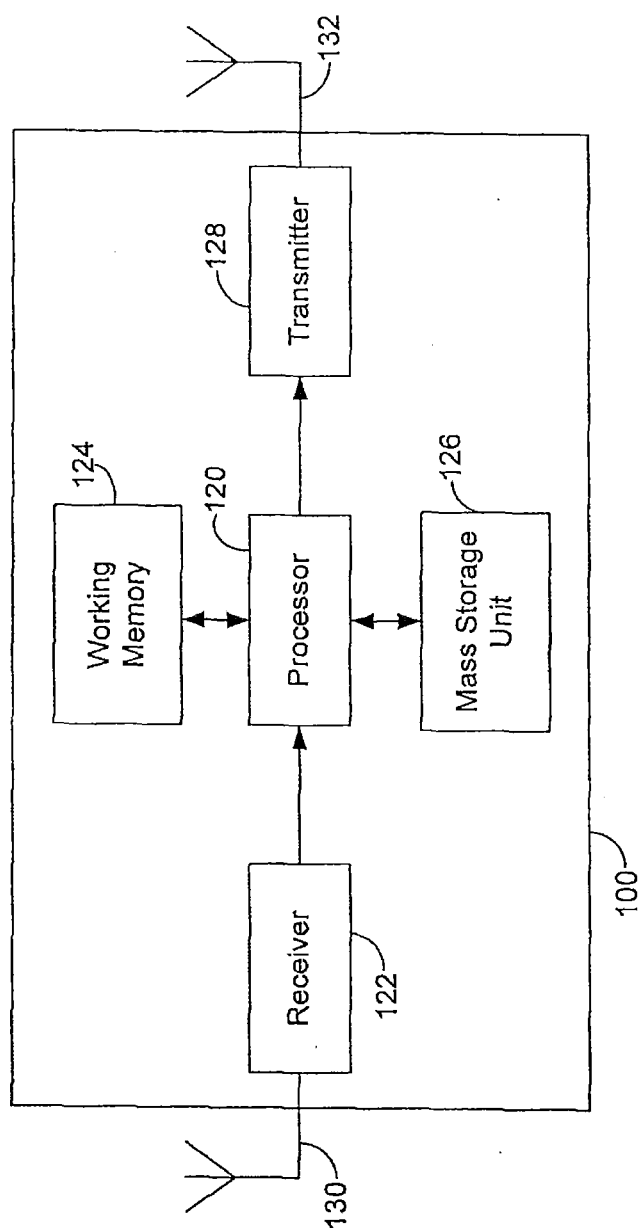 124
Working
Memory
132
128
Transmitter
120
Processor
Receiver
122
130
126
Mass Storage
Unit
100